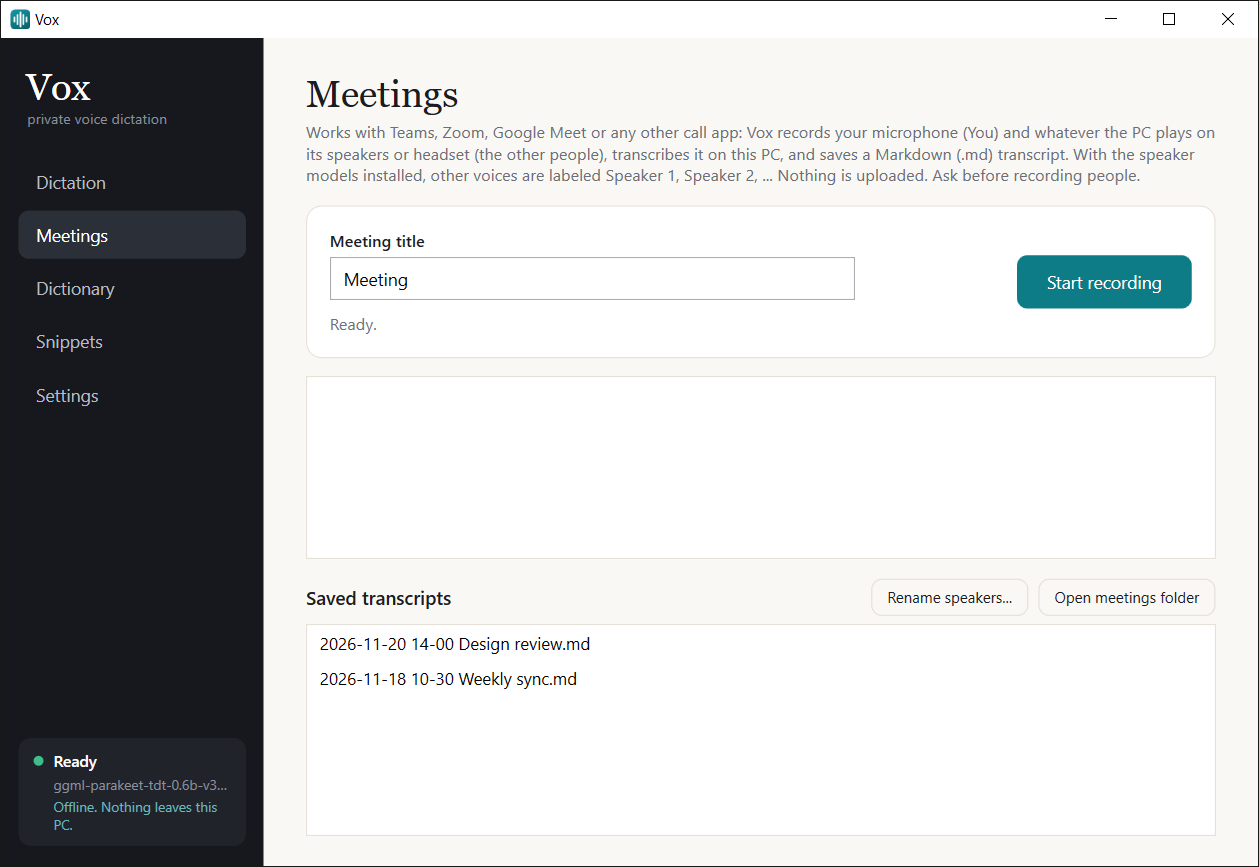 Vox
Vox
private voice dictation
Dictation
Meetings
Dictionary
Snippets
Settings
Ready
ggml-parakeet-tdt-0.6b-v3...
Offline. Nothing leaves this
PC.
Meetings
Works with Teams, Zoom, Google Meet or any other call app: Vox records your microphone (You) and whatever the PC plays on
its speakers or headset (the other people), transcribes it on this PC, and saves a Markdown (.md) transcript. With the speaker
models installed, other voices are labeled Speaker 1, Speaker 2, ... Nothing is uploaded. Ask before recording people.
Meeting title
Meeting
Start recording
Ready.
Saved transcripts
Rename speakers...
Open meetings folder
2026-11-20 14-00 Design review.md
2026-11-18 10-30 Weekly sync.md